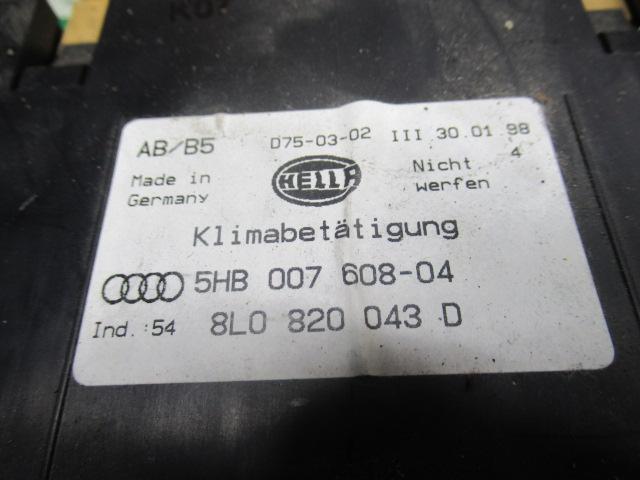 K07
AB/B5 D75-03-02 III 30.01.98
4
Made in Germany
HELLA
Nicht werfen
Klimabetätigung
5HB 007 608-04
Ind.:54 8L0 820 043 D